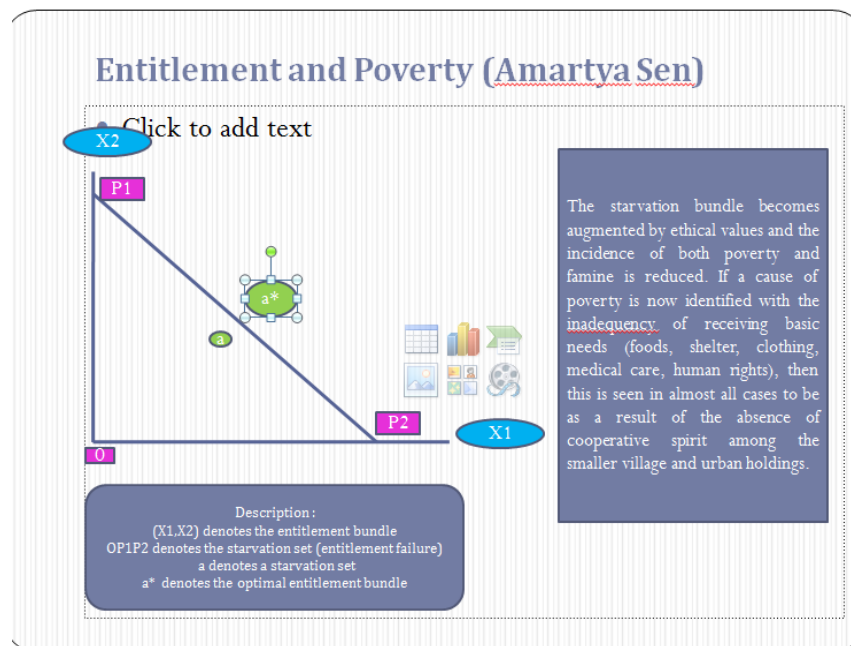 Entitlement and Poverty (Amartya Sen)
Click to add text
X2
P1
a*
a
P2
X1
0
The starvation bundle becomes
augmented by ethical values and the
incidence of both poverty and
famine is reduced. If a cause of
poverty is now identified with the
inadequency of receiving basic
needs (foods, shelter, clothing,
medical care, human rights), then
this is seen in almost all cases to be
as a result of the absence of
cooperative spirit among the
smaller village and urban holdings.
Description :
(X1,X2) denotes the entitlement bundle
OP1P2 denotes the starvation set (entitlement failure)
a denotes a starvation set
a* denotes the optimal entitlement bundle